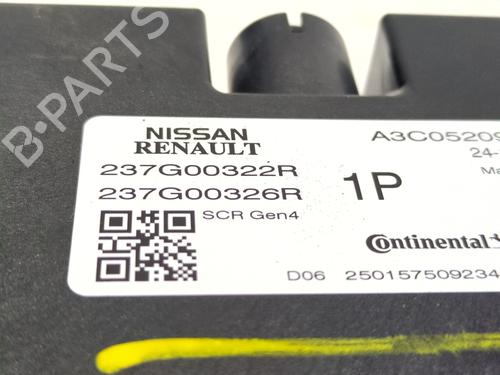 NISSAN
RENAULT
237G00322R
237G00326R
SCR Gen4
1P
A3C05209
24-
Ma
Continental
D06 250157509234
B PARTS